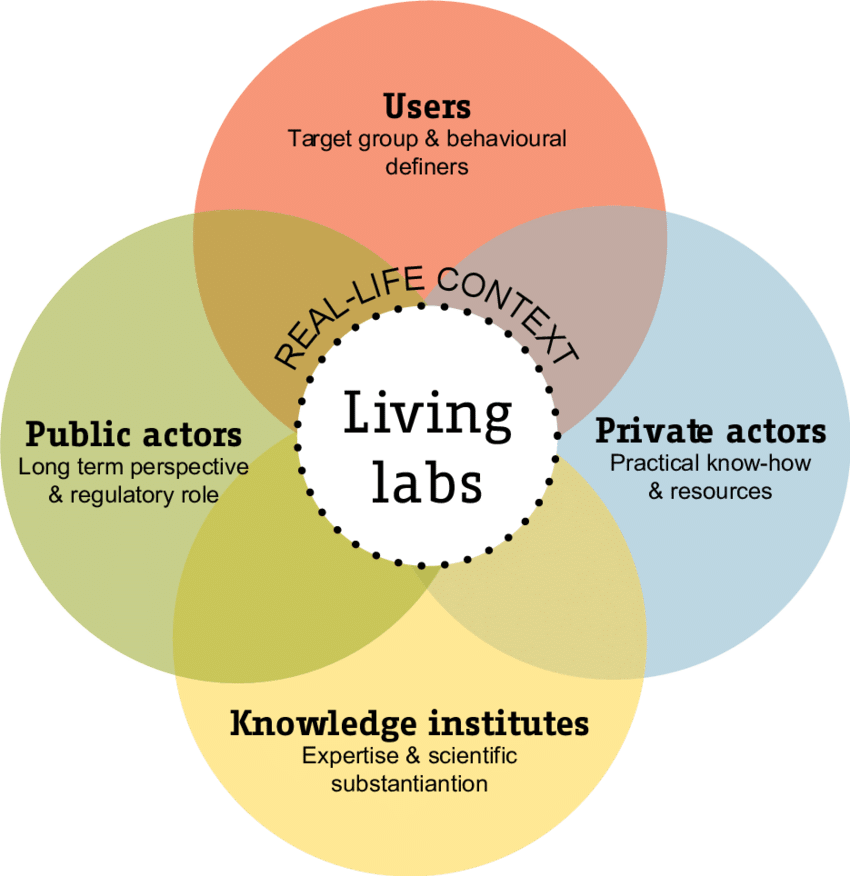 Users
Target group & behavioural
definers
REAL-LIFE CONTEXT
Living
labs
Public actors
Long term perspective
& regulatory role
Private actors
Practical know-how
& resources
Knowledge institutes
Expertise & scientific
substantiantion